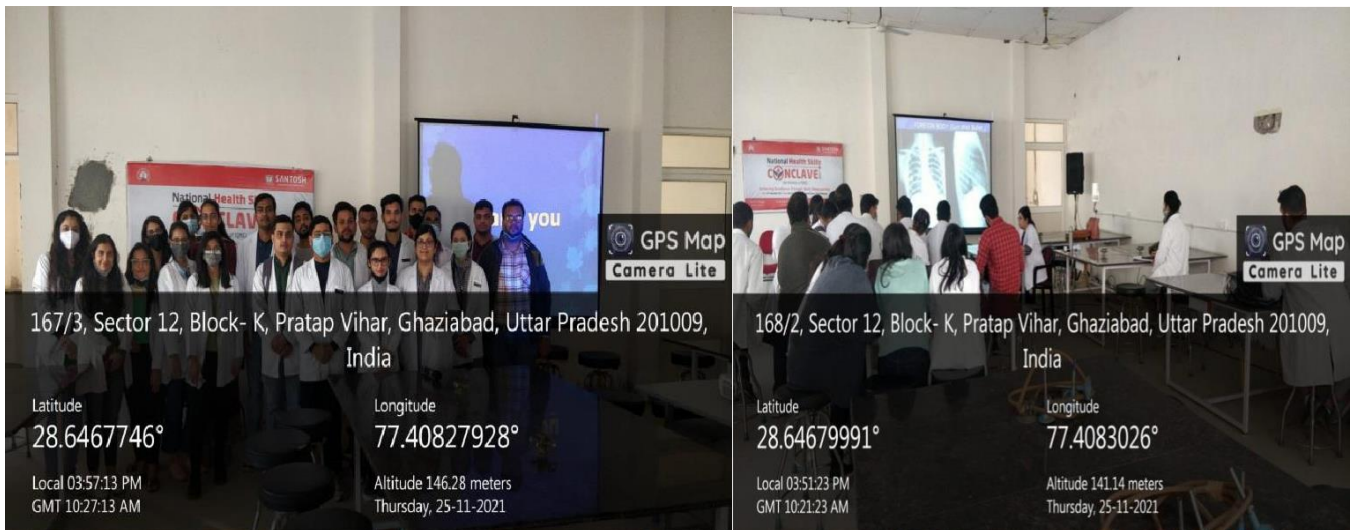 SANTOSH
National Health Skills
CONCLAVE
you
GPS Map
Camera Lite
167/3, Sector 12, Block- K, Pratap Vihar, Ghaziabad, Uttar Pradesh 201009,
India
Latitude
28.6467746°
Longitude
77.40827928°
Local 03:57:13 PM
GMT 10:27:13 AM
Altitude 146.28 meters
Thursday, 25-11-2021
SANTOSH
National Health Skills
CONCLAVE
GPS Map
Camera Lite
168/2, Sector 12, Block- K, Pratap Vihar, Ghaziabad, Uttar Pradesh 201009,
India
Latitude
28.64679991°
Longitude
77.4083026°
Local 03:51:23 PM
GMT 10:21:23 AM
Altitude 141.14 meters
Thursday, 25-11-2021